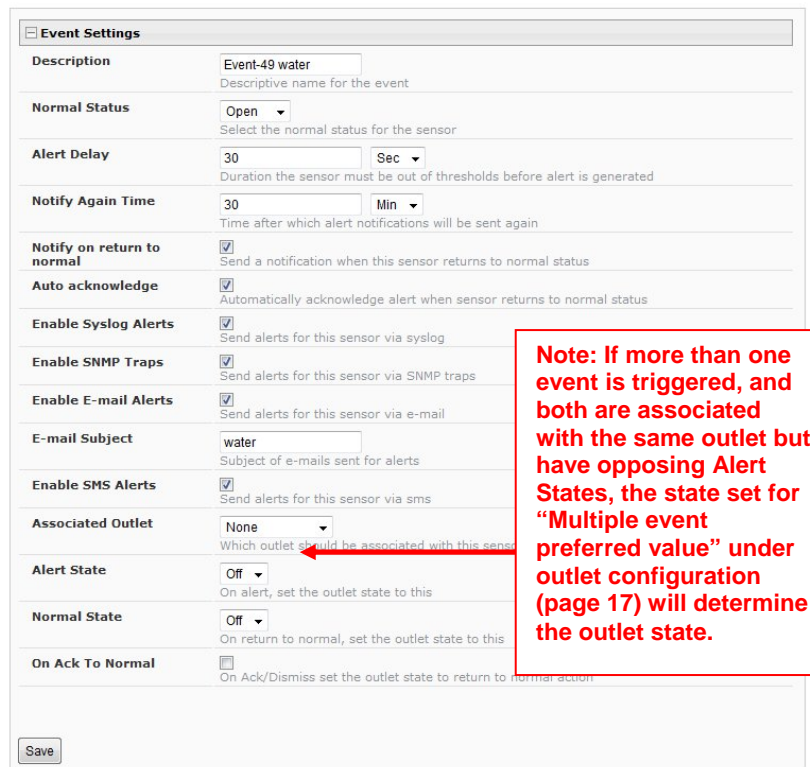 Event Settings
Description
Event-49 water
Descriptive name for the event
Normal Status
Open
Select the normal status for the sensor
Alert Delay
30
Sec
Duration the sensor must be out of thresholds before alert is generated
Notify Again Time
30
Min
Time after which alert notifications will be sent again
Notify on return to
normal
Send a notification when this sensor returns to normal status
Auto acknowledge
Automatically acknowledge alert when sensor returns to normal status
Enable Syslog Alerts
Send alerts for this sensor via syslog
Enable SNMP Traps
Send alerts for this sensor via SNMP traps
Enable E-mail Alerts
Send alerts for this sensor via e-mail
E-mail Subject
water
Subject of e-mails sent for alerts
Enable SMS Alerts
Send alerts for this sensor via sms
Associated Outlet
None
Which outlet should be associated with this sensor
Alert State
Off
On alert, set the outlet state to this
Normal State
Off
On return to normal, set the outlet state to this
On Ack To Normal
On Ack/Dismiss set the outlet state to return to normal action
Save
Note: If more than one
event is triggered, and
both are associated
with the same outlet but
have opposing Alert
States, the state set for
“Multiple event
preferred value” under
outlet configuration
(page 17) will determine
the outlet state.